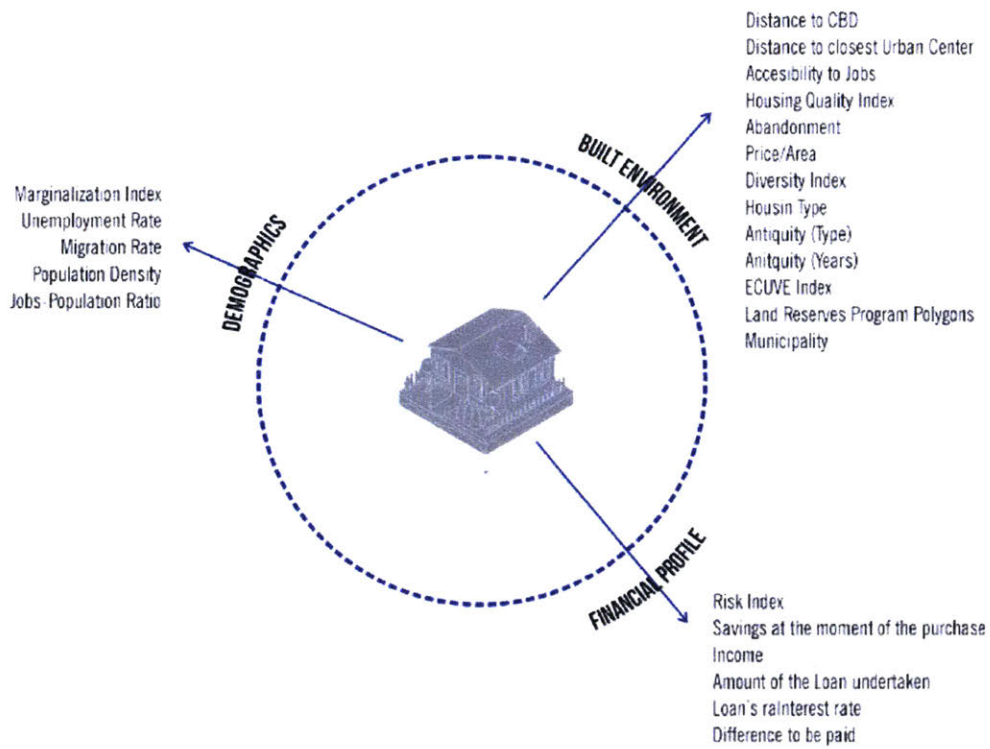 Distance to CBD
Distance to closest Urban Center
Accesibility to Jobs
Housing Quality Index
Abandonment
Price/Area
Diversity Index
Housin Type
Antiquity (Type)
Anitquity (Years)
ECUVE Index
Land Reserves Program Polygons
Municipality
BUILT ENVIRONMENT
Marginalization Index
Unemployment Rate
Migration Rate
Population Density
Jobs-Population Ratio
DEMOGRAPHICS
FINANCIAL PROFILE
Risk Index
Savings at the moment of the purchase
Income
Amount of the Loan undertaken
Loan's raInterest rate
Difference to be paid